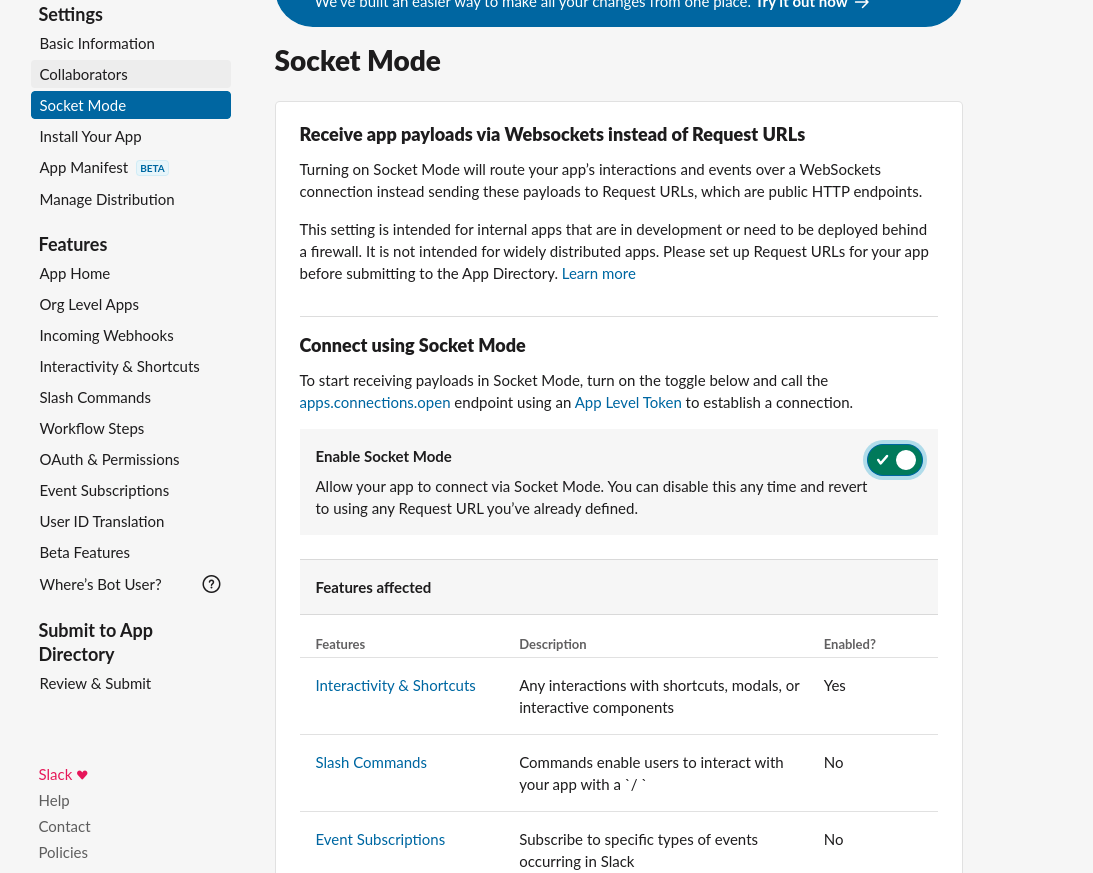 Settings
Basic Information
Collaborators
Socket Mode
Install Your App
App Manifest BETA
Manage Distribution
Features
App Home
Org Level Apps
Incoming Webhooks
Interactivity & Shortcuts
Slash Commands
Workflow Steps
OAuth & Permissions
Event Subscriptions
User ID Translation
Beta Features
Where's Bot User? ?
Submit to App
Directory
Review & Submit
Slack ♥
Help
Contact
Policies
We've built an easier way to make all your changes from one place. Try it out now →
Socket Mode
Receive app payloads via Websockets instead of Request URLs
Turning on Socket Mode will route your app's interactions and events over a WebSockets
connection instead sending these payloads to Request URLs, which are public HTTP endpoints.
This setting is intended for internal apps that are in development or need to be deployed behind
a firewall. It is not intended for widely distributed apps. Please set up Request URLs for your app
before submitting to the App Directory. Learn more
Connect using Socket Mode
To start receiving payloads in Socket Mode, turn on the toggle below and call the
apps.connections.open endpoint using an App Level Token to establish a connection.
Enable Socket Mode
Allow your app to connect via Socket Mode. You can disable this any time and revert
to using any Request URL you've already defined.
Features affected
Features Description Enabled?
Interactivity & Shortcuts Any interactions with shortcuts, modals, or Yes
interactive components
Slash Commands Commands enable users to interact with No
your app with a `/ `
Event Subscriptions Subscribe to specific types of events No
occurring in Slack